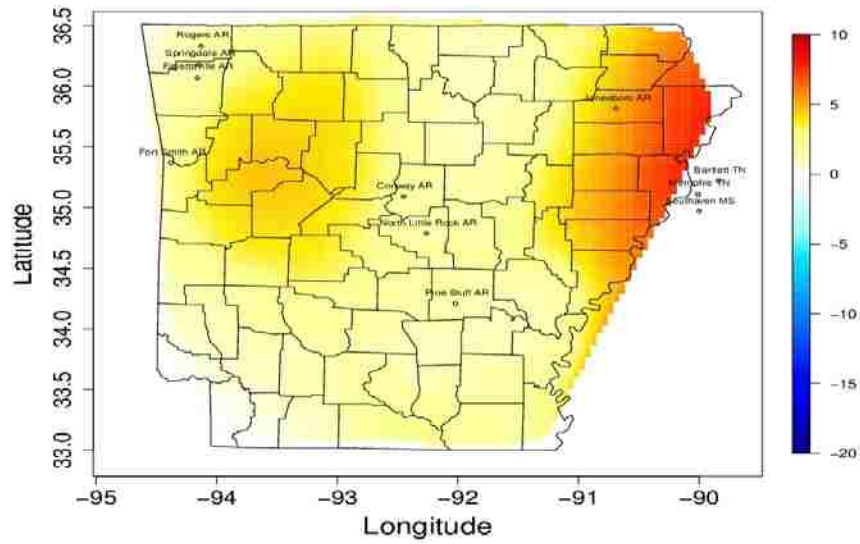 36.5
36.0
35.5
35.0
34.5
34.0
33.5
33.0
Latitude
Rogers AR
Springdale AR
Fayetteville AR
Jonesboro AR
Fort Smith AR
Bartlett TN
Memphis TN
Conway AR
Southaven MS
North Little Rock AR
Pine Bluff AR
10
5
0
−5
−10
−15
−20
−95
−94
−93
−92
−91
−90
Longitude